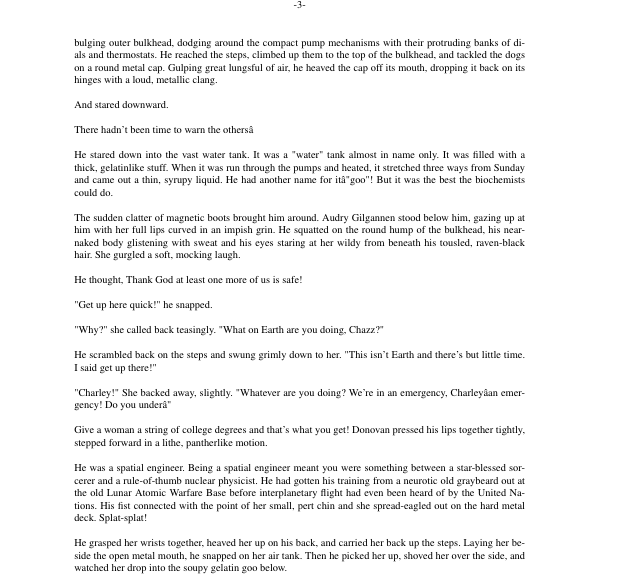 -3-
bulging outer bulkhead, dodging around the compact pump mechanisms with their protruding banks of di-
als and thermostats. He reached the steps, climbed up them to the top of the bulkhead, and tackled the dogs
on a round metal cap. Gulping great lungsful of air, he heaved the cap off its mouth, dropping it back on its
hinges with a loud, metallic clang.
And stared downward.
There hadn't been time to warn the othersâ
He stared down into the vast water tank. It was a "water" tank almost in name only. It was filled with a
thick, gelatinlike stuff. When it was run through the pumps and heated, it stretched three ways from Sunday
and came out a thin, syrupy liquid. He had another name for itâ"goo"! But it was the best the biochemists
could do.
The sudden clatter of magnetic boots brought him around. Audry Gilgannen stood below him, gazing up at
him with her full lips curved in an impish grin. He squatted on the round hump of the bulkhead, his near-
naked body glistening with sweat and his eyes staring at her wildy from beneath his tousled, raven-black
hair. She gurgled a soft, mocking laugh.
He thought, Thank God at least one more of us is safe!
"Get up here quick!" he snapped.
"Why?" she called back teasingly. "What on Earth are you doing, Chazz?"
He scrambled back on the steps and swung grimly down to her. "This isn't Earth and there's but little time.
I said get up there!"
"Charley!" She backed away, slightly. "Whatever are you doing? We're in an emergency, Charleyâan emer-
gency! Do you underâ"
Give a woman a string of college degrees and that's what you get! Donovan pressed his lips together tightly,
stepped forward in a lithe, pantherlike motion.
He was a spatial engineer. Being a spatial engineer meant you were something between a star-blessed sor-
cerer and a rule-of-thumb nuclear physicist. He had gotten his training from a neurotic old graybeard out at
the old Lunar Atomic Warfare Base before interplanetary flight had even been heard of by the United Na-
tions. His fist connected with the point of her small, pert chin and she spread-eagled out on the hard metal
deck. Splat-splat!
He grasped her wrists together, heaved her up on his back, and carried her back up the steps. Laying her be-
side the open metal mouth, he snapped on her air tank. Then he picked her up, shoved her over the side, and
watched her drop into the soupy gelatin goo below.